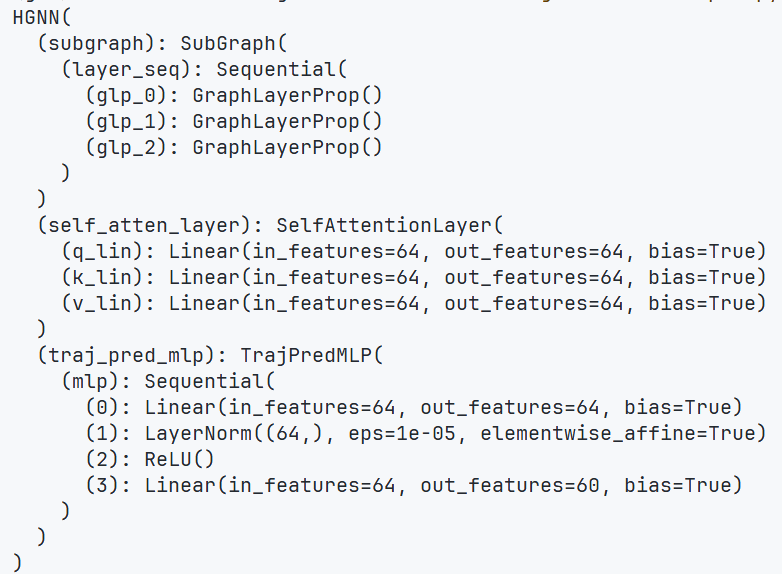 HGNN(
  (subgraph): SubGraph(
    (layer_seq): Sequential(
      (glp_0): GraphLayerProp()
      (glp_1): GraphLayerProp()
      (glp_2): GraphLayerProp()
    )
  )
  (self_atten_layer): SelfAttentionLayer(
    (q_lin): Linear(in_features=64, out_features=64, bias=True)
    (k_lin): Linear(in_features=64, out_features=64, bias=True)
    (v_lin): Linear(in_features=64, out_features=64, bias=True)
  )
  (traj_pred_mlp): TrajPredMLP(
    (mlp): Sequential(
      (0): Linear(in_features=64, out_features=64, bias=True)
      (1): LayerNorm((64,), eps=1e-05, elementwise_affine=True)
      (2): ReLU()
      (3): Linear(in_features=64, out_features=60, bias=True)
    )
  )
)